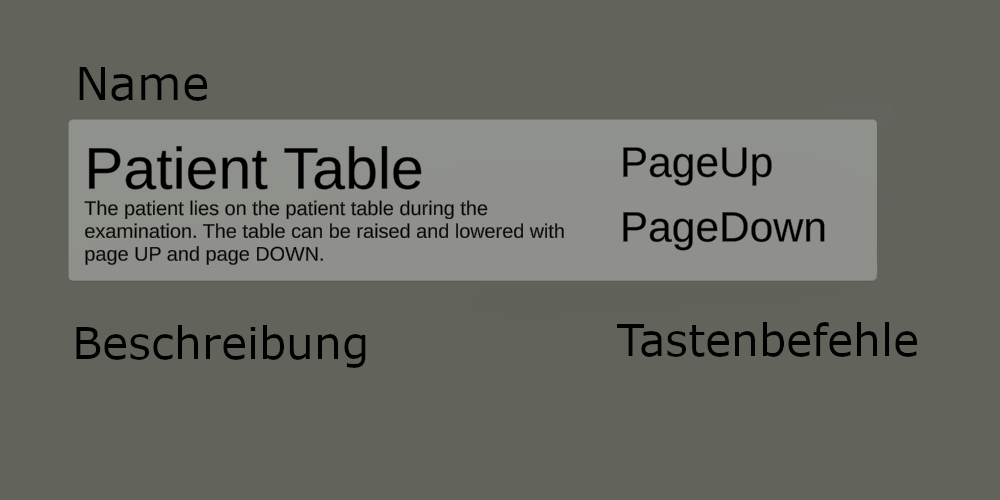 Name
Patient Table
The patient lies on the patient table during the
examination. The table can be raised and lowered with
page UP and page DOWN.
PageUp
PageDown
Beschreibung
Tastenbefehle